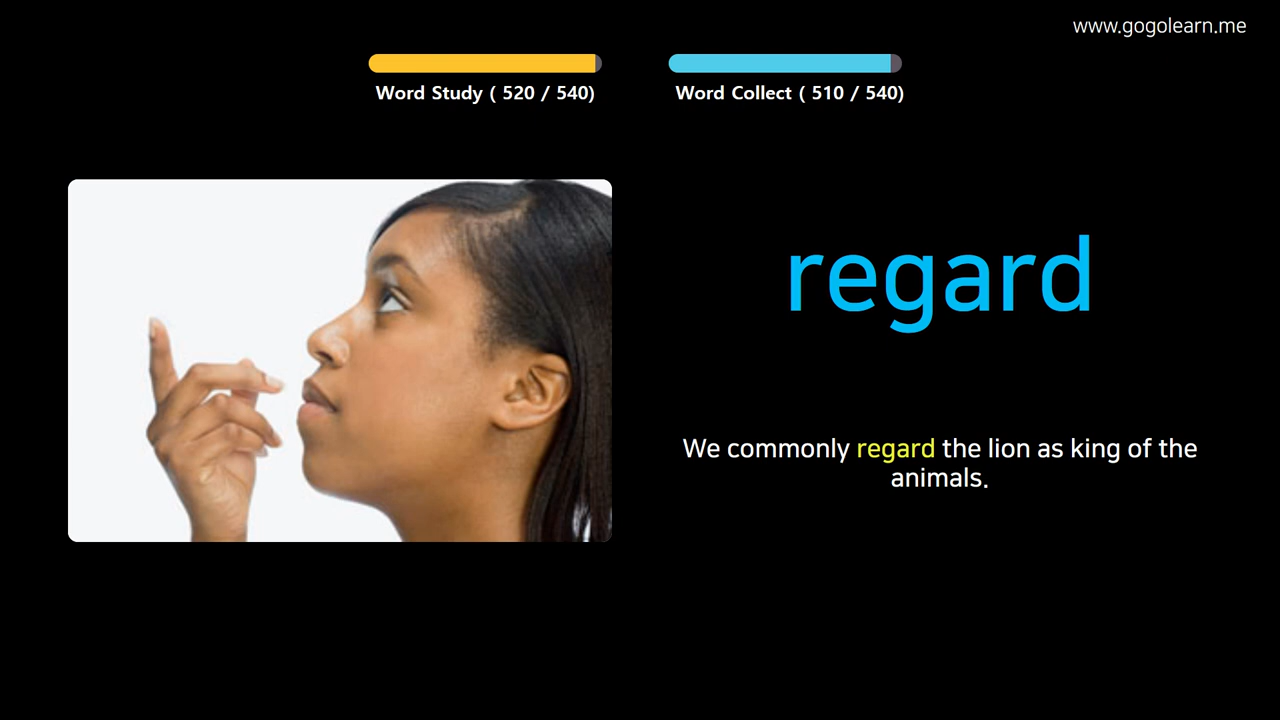 www.gogolearn.me
Word Study ( 520 / 540)
Word Collect ( 510 / 540)
regard
We commonly regard the lion as king of the
animals.